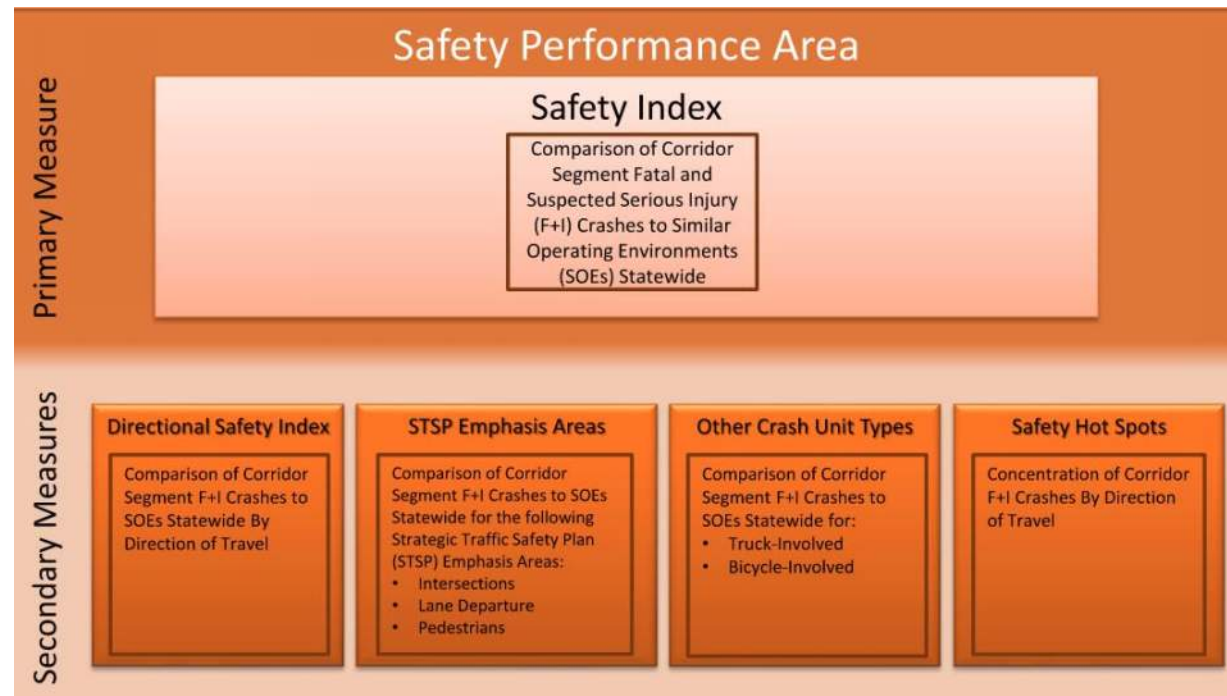 Safety Performance Area
Primary Measure
Safety Index
Comparison of Corridor
Segment Fatal and
Suspected Serious Injury
(F+I) Crashes to Similar
Operating Environments
(SOEs) Statewide
Secondary Measures
Directional Safety Index
Comparison of Corridor
Segment F+I Crashes to
SOEs Statewide By
Direction of Travel
STSP Emphasis Areas
Comparison of Corridor
Segment F+I Crashes to SOEs
Statewide for the following
Strategic Traffic Safety Plan
(STSP) Emphasis Areas:
• Intersections
• Lane Departure
• Pedestrians
Other Crash Unit Types
Comparison of Corridor
Segment F+I Crashes to
SOEs Statewide for:
• Truck-Involved
• Bicycle-Involved
Safety Hot Spots
Concentration of Corridor
F+I Crashes By Direction
of Travel